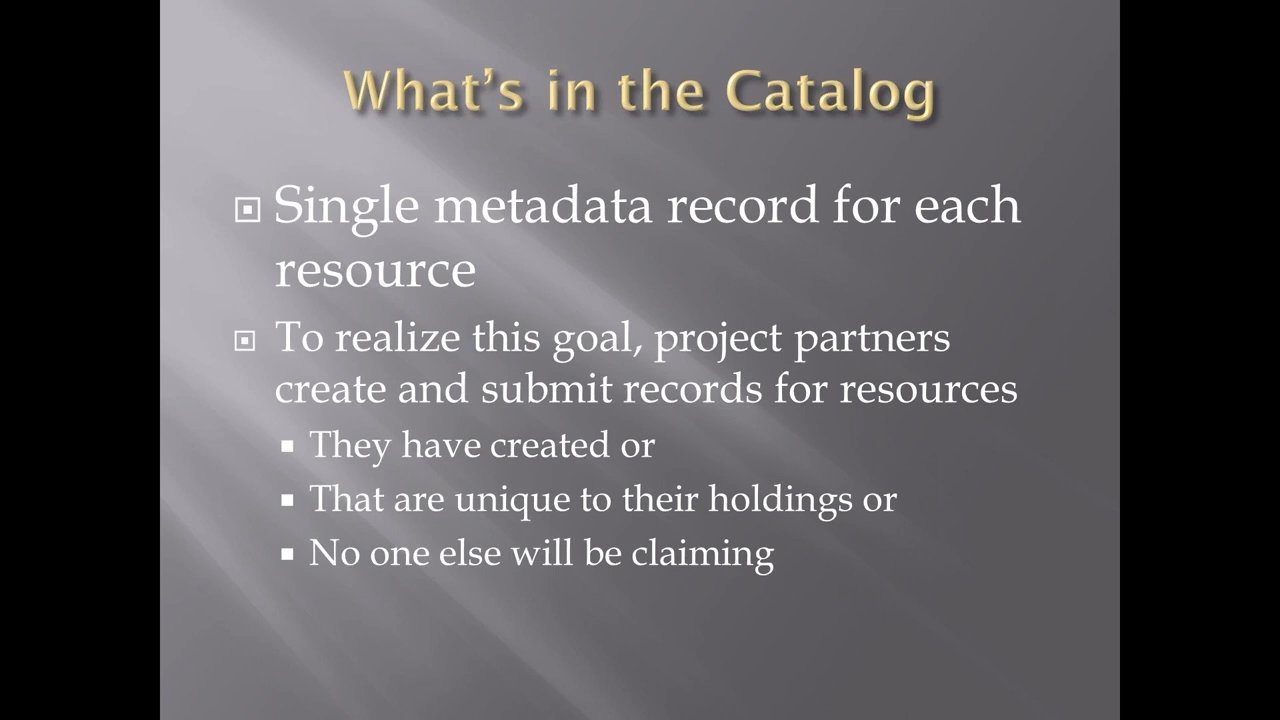 What's in the Catalog
Single metadata record for each
resource
To realize this goal, project partners
create and submit records for resources
They have created or
That are unique to their holdings or
No one else will be claiming